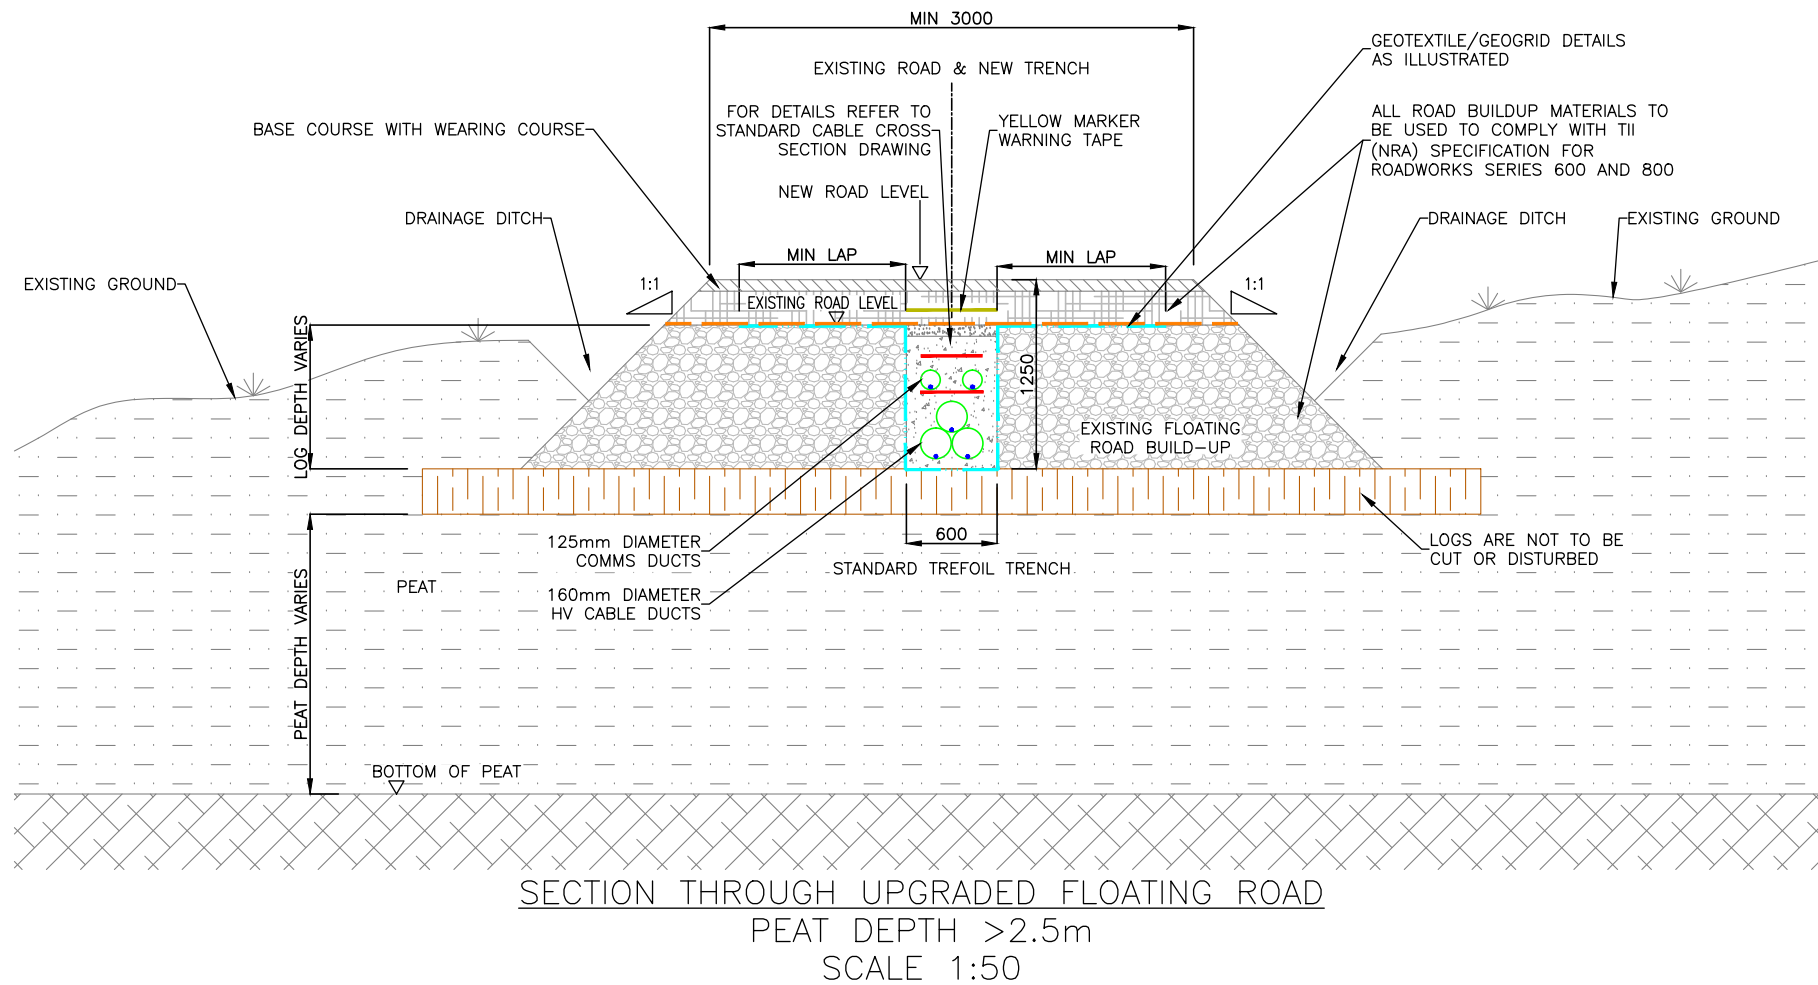 MIN 3000
EXISTING ROAD & NEW TRENCH
GEOTEXTILE/GEOGRID DETAILS
AS ILLUSTRATED
FOR DETAILS REFER TO
STANDARD CABLE CROSS
SECTION DRAWING
YELLOW MARKER
WARNING TAPE
BASE COURSE WITH WEARING COURSE
ALL ROAD BUILDUP MATERIALS TO
BE USED TO COMPLY WITH TII
(NRA) SPECIFICATION FOR
ROADWORKS SERIES 600 AND 800
NEW ROAD LEVEL
DRAINAGE DITCH
DRAINAGE DITCH
EXISTING GROUND
MIN LAP
MIN LAP
EXISTING GROUND
1:1
1:1
EXISTING ROAD LEVEL
LOG DEPTH VARIES
1250
EXISTING FLOATING
ROAD BUILD-UP
600
125mm DIAMETER
COMMS DUCTS
STANDARD TREFOIL TRENCH
LOGS ARE NOT TO BE
CUT OR DISTURBED
PEAT
160mm DIAMETER
HV CABLE DUCTS
PEAT DEPTH VARIES
BOTTOM OF PEAT
SECTION THROUGH UPGRADED FLOATING ROAD
PEAT DEPTH >2.5m
SCALE 1:50